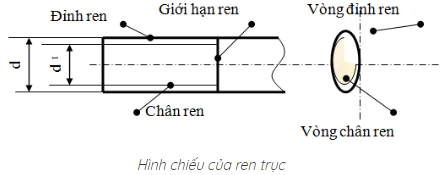 Đỉnh ren
Giới hạn ren
Vòng đỉnh ren
d
d¹
Chân ren
Vòng chân ren
Hình chiếu của ren trục